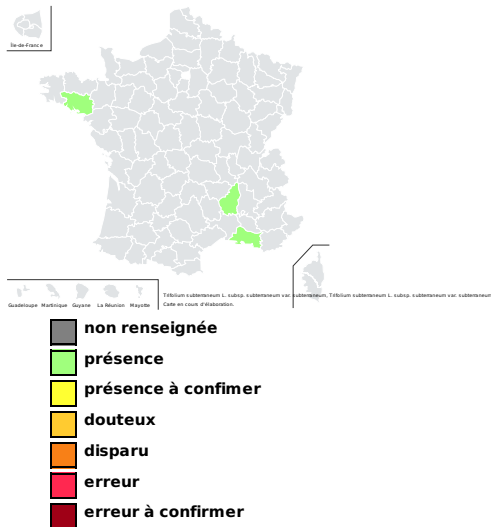 Île-de-France
Guadeloupe Martinique Guyane La Réunion Mayotte
Trifolium subterraneum L. subsp. subterraneum var. subterraneum, Trifolium subterraneum L. subsp. subterraneum var. subterraneum
Carte en cours d'élaboration.
non renseignée
présence
présence à confimer
douteux
disparu
erreur
erreur à confirmer